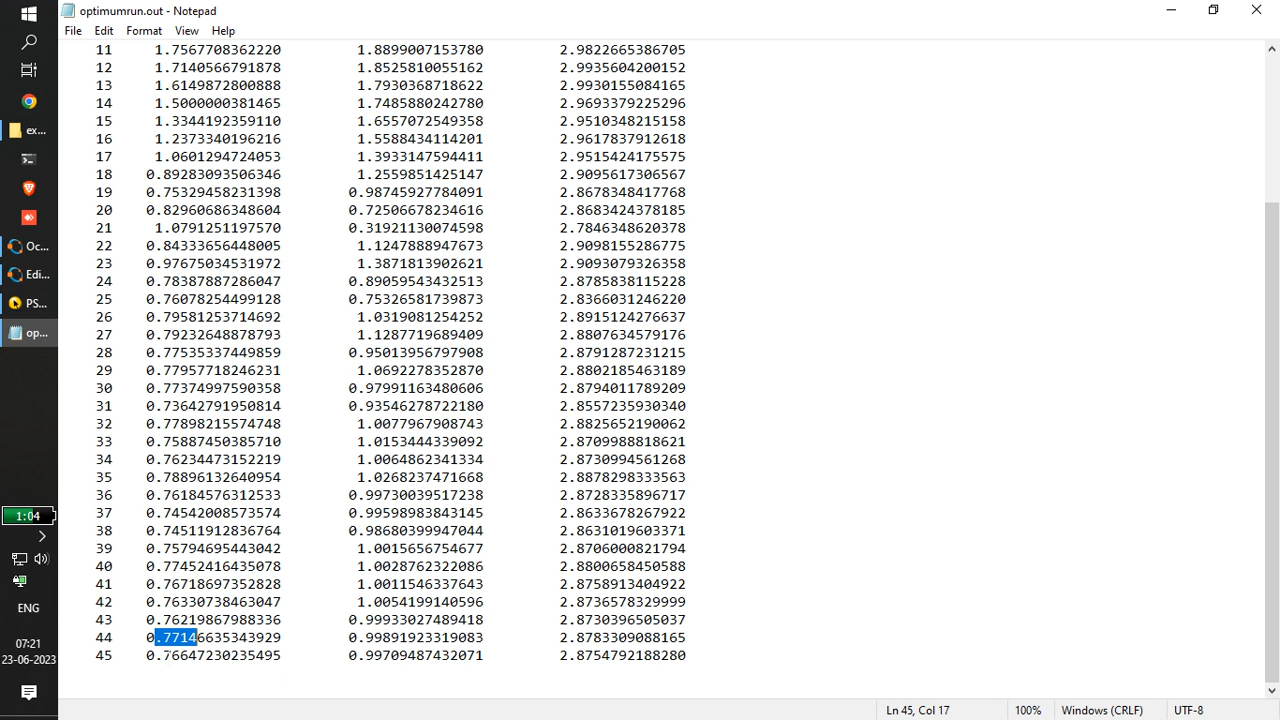 optimumrun.out - Notepad
File Edit Format View Help
11 1.7567708362220 1.8899007153780 2.9822665386705
12 1.7140566791878 1.8525810055162 2.9935604200152
13 1.6149872800888 1.7930368718622 2.9930155084165
14 1.5000000381465 1.7485880242780 2.9693379225296
15 1.3344192359110 1.6557072549358 2.9510348215158
16 1.2373340196216 1.5588434114201 2.9617837912618
17 1.0601294724053 1.3933147594411 2.9515424175575
18 0.89283093506346 1.2559851425147 2.9095617306567
19 0.75329458231398 0.98745927784091 2.8678348417768
20 0.82960686348604 0.72506678234616 2.8683424378185
21 1.0791251197570 0.31921130074598 2.7846348620378
22 0.84333656448005 1.1247888947673 2.9098155286775
23 0.97675034531972 1.3871813902621 2.9093079326358
24 0.78387887286047 0.89059543432513 2.8785838115228
25 0.76078254499128 0.75326581739873 2.8366031246220
26 0.79581253714692 1.0319081254252 2.8915124276637
27 0.79232648878793 1.1287719689409 2.8807634579176
28 0.77535337449859 0.95013956797908 2.8791287231215
29 0.77957718246231 1.0692278352870 2.8802185463189
30 0.77374997590358 0.97991163480606 2.8794011789209
31 0.73642791950814 0.93546278722180 2.8557235930340
32 0.77898215574748 1.0077967908743 2.8825652190062
33 0.75887450385710 1.0153444339092 2.8709988818621
34 0.76234473152219 1.0064862341334 2.8730994561268
35 0.78896132640954 1.0268237471668 2.8878298333563
36 0.76184576312533 0.99730039517238 2.8728335896717
37 0.74542008573574 0.99598983843145 2.8633678267922
38 0.74511912836764 0.98680399947044 2.8631019603371
39 0.75794695443042 1.0015656754677 2.8706000821794
40 0.77452416435078 1.0028762322086 2.8800658450588
41 0.76718697352828 1.0011546337643 2.8758913404922
42 0.76330738463047 1.0054199140596 2.8736578329999
43 0.76219867988336 0.99933027489418 2.8730396505037
44 0.77146635343929 0.99891923319083 2.8783309088165
45 0.76647230235495 0.99709487432071 2.8754792188280
ex...
Oc...
Edi...
PS...
op...
1:04
ENG
07:21
23-06-2023
Ln 45, Col 17 100% Windows (CRLF) UTF-8